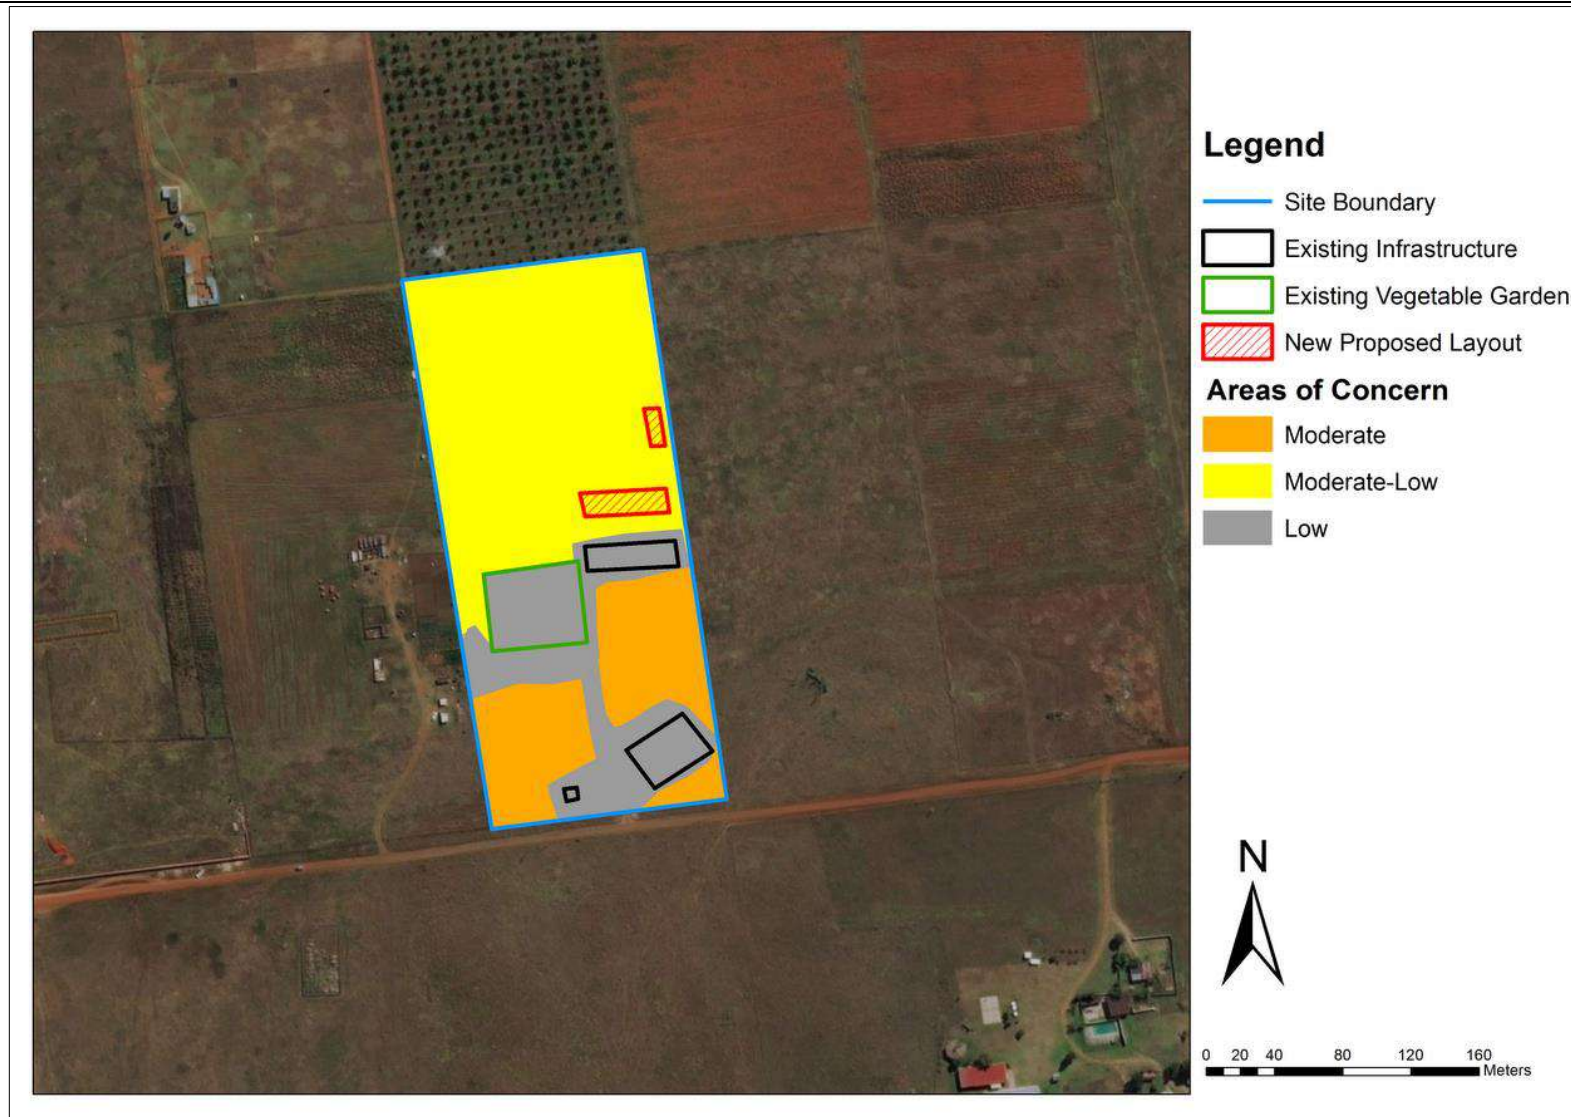 Legend
Site Boundary
Existing Infrastructure
Existing Vegetable Garden
New Proposed Layout
Areas of Concern
Moderate
Moderate-Low
Low
N
0 20 40 80 120 160
Meters